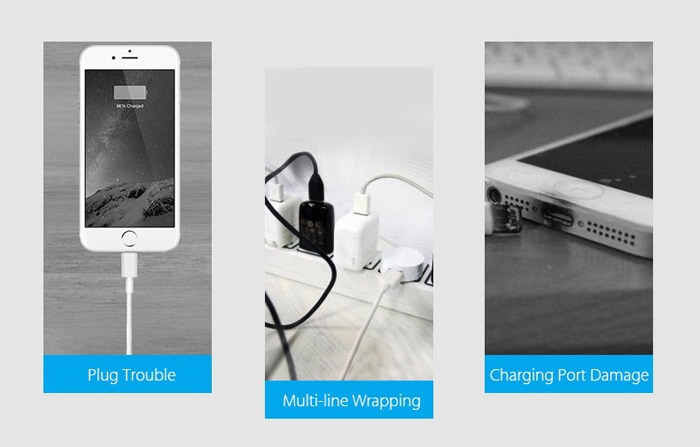 96% Charged
Plug Trouble
Multi-line Wrapping
Charging Port Damage